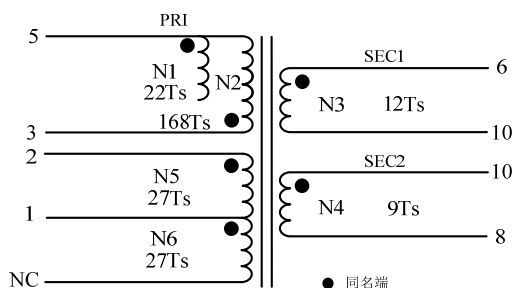 PRI
5
N1
22Ts
N2
168Ts
3
2
N5
27Ts
1
N6
27Ts
NC
SEC1
6
N3 12Ts
10
SEC2
10
N4 9Ts
8
同名端